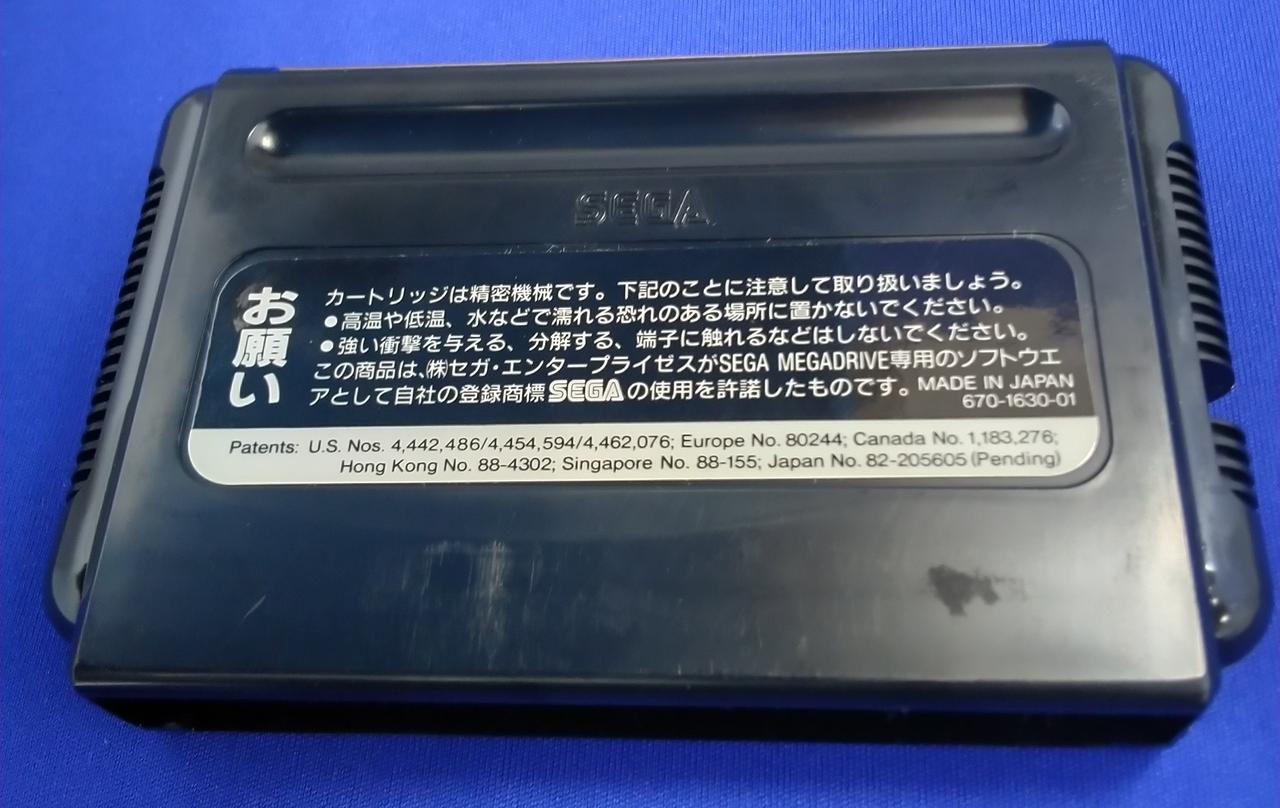 SEGA
お願い
カートリッジは精密機械です。下記のことに注意して取り扱いましょう。
●高温や低温、水などで濡れる恐れのある場所に置かないでください。
●強い衝撃を与える、分解する、端子に触れるなどはしないでください。
この商品は、㈱セガ・エンタープライゼスがSEGA MEGADRIVE専用のソフトウエ
アとして自社の登録商標SEGAの使用を許諾したものです。MADE IN JAPAN
670-1630-01
Patents: U.S. Nos. 4,442,486/4,454,594/4,462,076; Europe No. 80244; Canada No. 1,183,276;
Hong Kong No. 88-4302; Singapore No. 88-155; Japan No. 82-205605 (Pending)